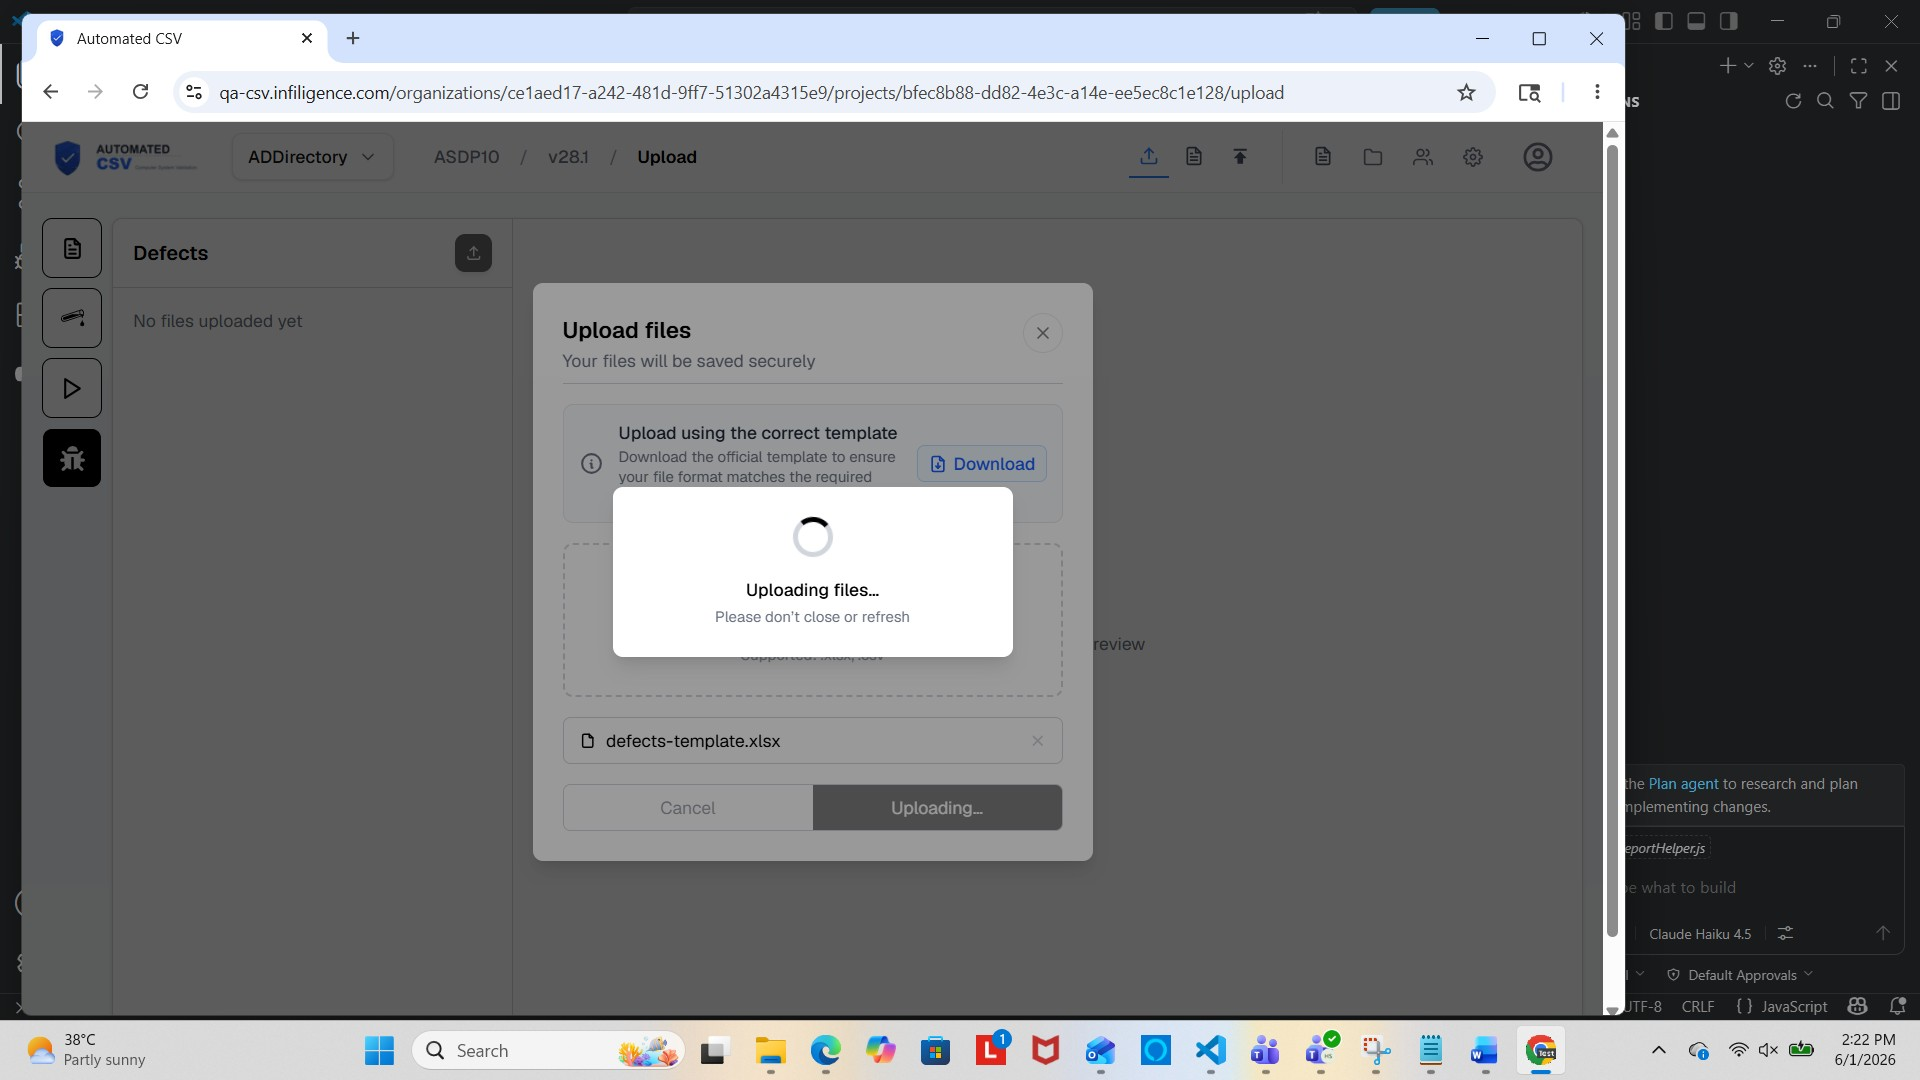 Automated CSV
qa-csv.infiligence.com/organizations/ce1aed17-a242-481d-9ff7-51302a4315e9/projects/bfec8b88-dd82-4e3c-a14e-ee5ec8c1e128/upload
NS
AUTOMATED
CSV
ADDirectory
ASDP10 / v28.1 / Upload
Defects
No files uploaded yet
Upload files
Your files will be saved securely
Upload using the correct template
Download the official template to ensure
your file format matches the required
Download
Uploading files...
Please don't close or refresh
review
defects-template.xlsx
Cancel
Uploading...
the Plan agent to research and plan
mplementing changes.
eportHelper.js
be what to build
Claude Haiku 4.5
Default Approvals
UTF-8 CRLF {} JavaScript
38°C
Partly sunny
Search
1
Test
2:22 PM
6/1/2026